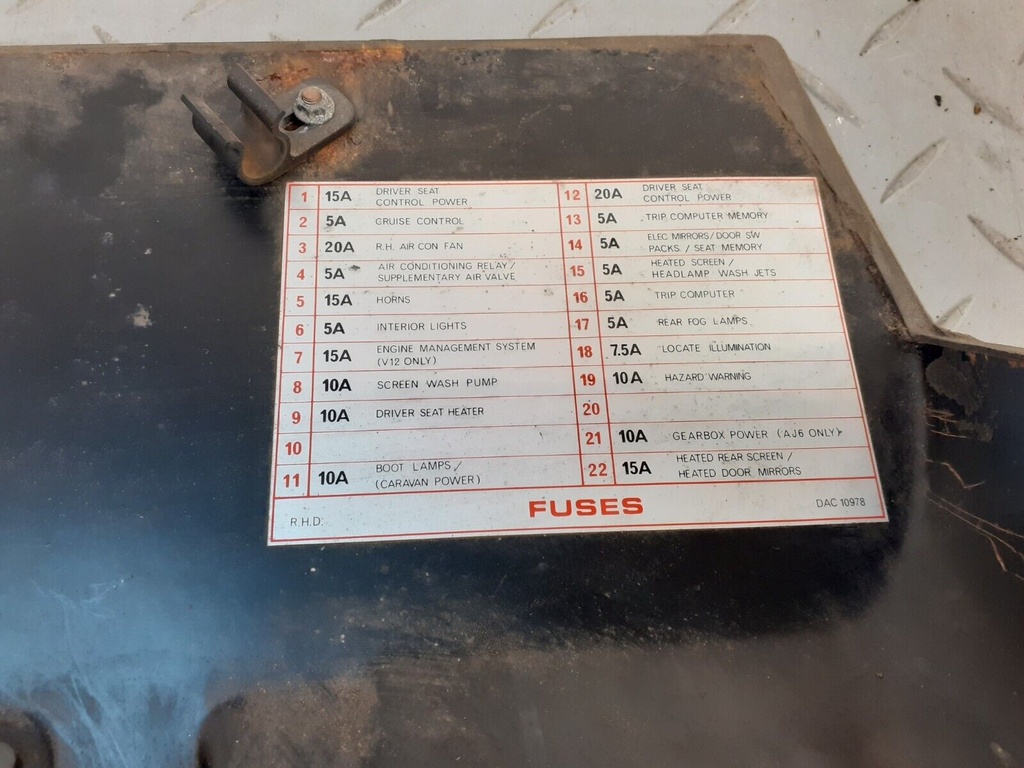 1 15A DRIVER SEAT
CONTROL POWER
2 5A CRUISE CONTROL
3 20A R.H. AIR CON FAN
4 5A AIR CONDITIONING RELAY /
SUPPLEMENTARY AIR VALVE
5 15A HORNS
6 5A INTERIOR LIGHTS
7 15A ENGINE MANAGEMENT SYSTEM
(V12 ONLY)
8 10A SCREEN WASH PUMP
9 10A DRIVER SEAT HEATER
10
11 10A BOOT LAMPS /
(CARAVAN POWER)
12 20A DRIVER SEAT
CONTROL POWER
13 5A TRIP COMPUTER MEMORY
14 5A ELEC MIRRORS / DOOR SW
PACKS. / SEAT MEMORY
15 5A HEATED SCREEN /
HEADLAMP WASH JETS
16 5A TRIP COMPUTER
17 5A REAR FOG LAMPS
18 7.5A LOCATE ILLUMINATION
19 10A HAZARD WARNING
20
21 10A GEARBOX POWER (AJ6 ONLY)
22 15A HEATED REAR SCREEN /
HEATED DOOR MIRRORS
R.H.D. FUSES DAC 10978